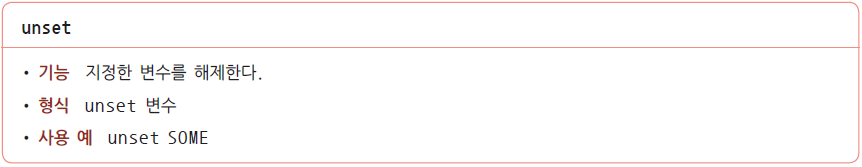 unset
• 기능 지정한 변수를 해제한다.
• 형식 unset 변수
• 사용 예 unset SOME